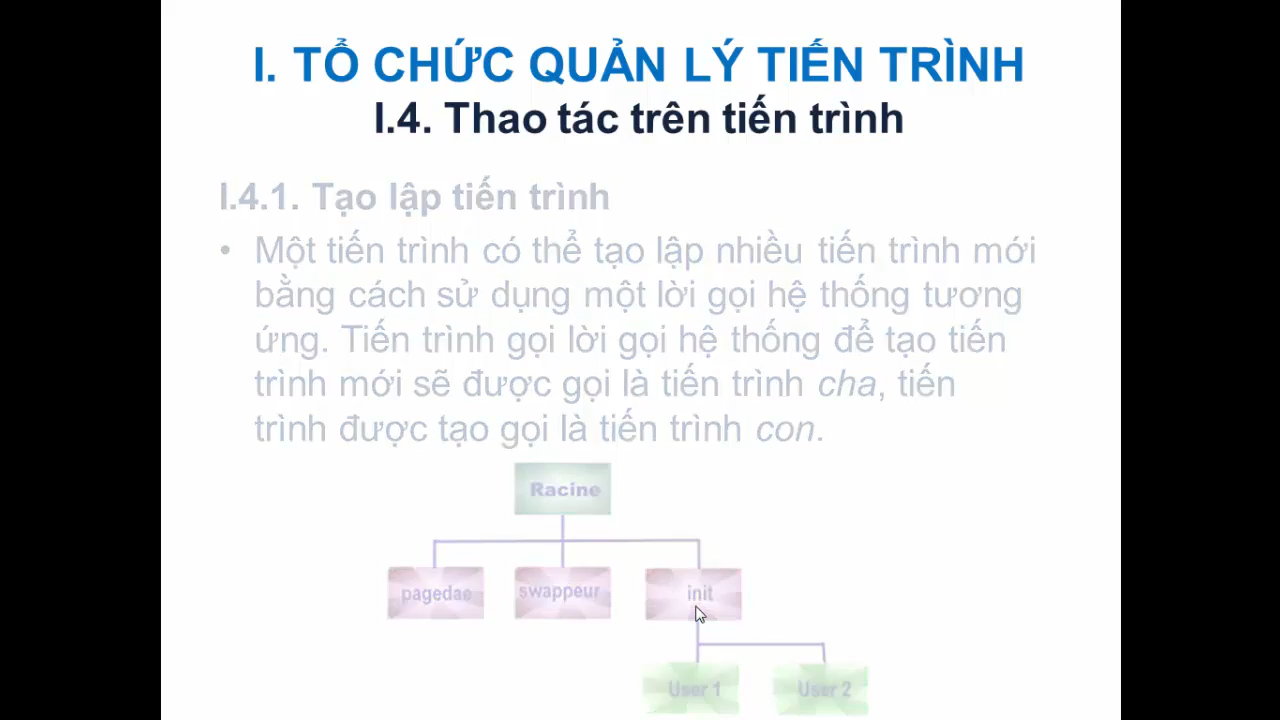 I. TỔ CHỨC QUẢN LÝ TIẾN TRÌNH
I.4. Thao tác trên tiến trình
I.4.1. Tạo lập tiến trình
• Một tiến trình có thể tạo lập nhiều tiến trình mới
bằng cách sử dụng một lời gọi hệ thống tương
ứng. Tiến trình gọi lời gọi hệ thống để tạo tiến
trình mới sẽ được gọi là tiến trình cha, tiến
trình được tạo gọi là tiến trình con.
Racine
pagedae swappeur init
User 1 User 2